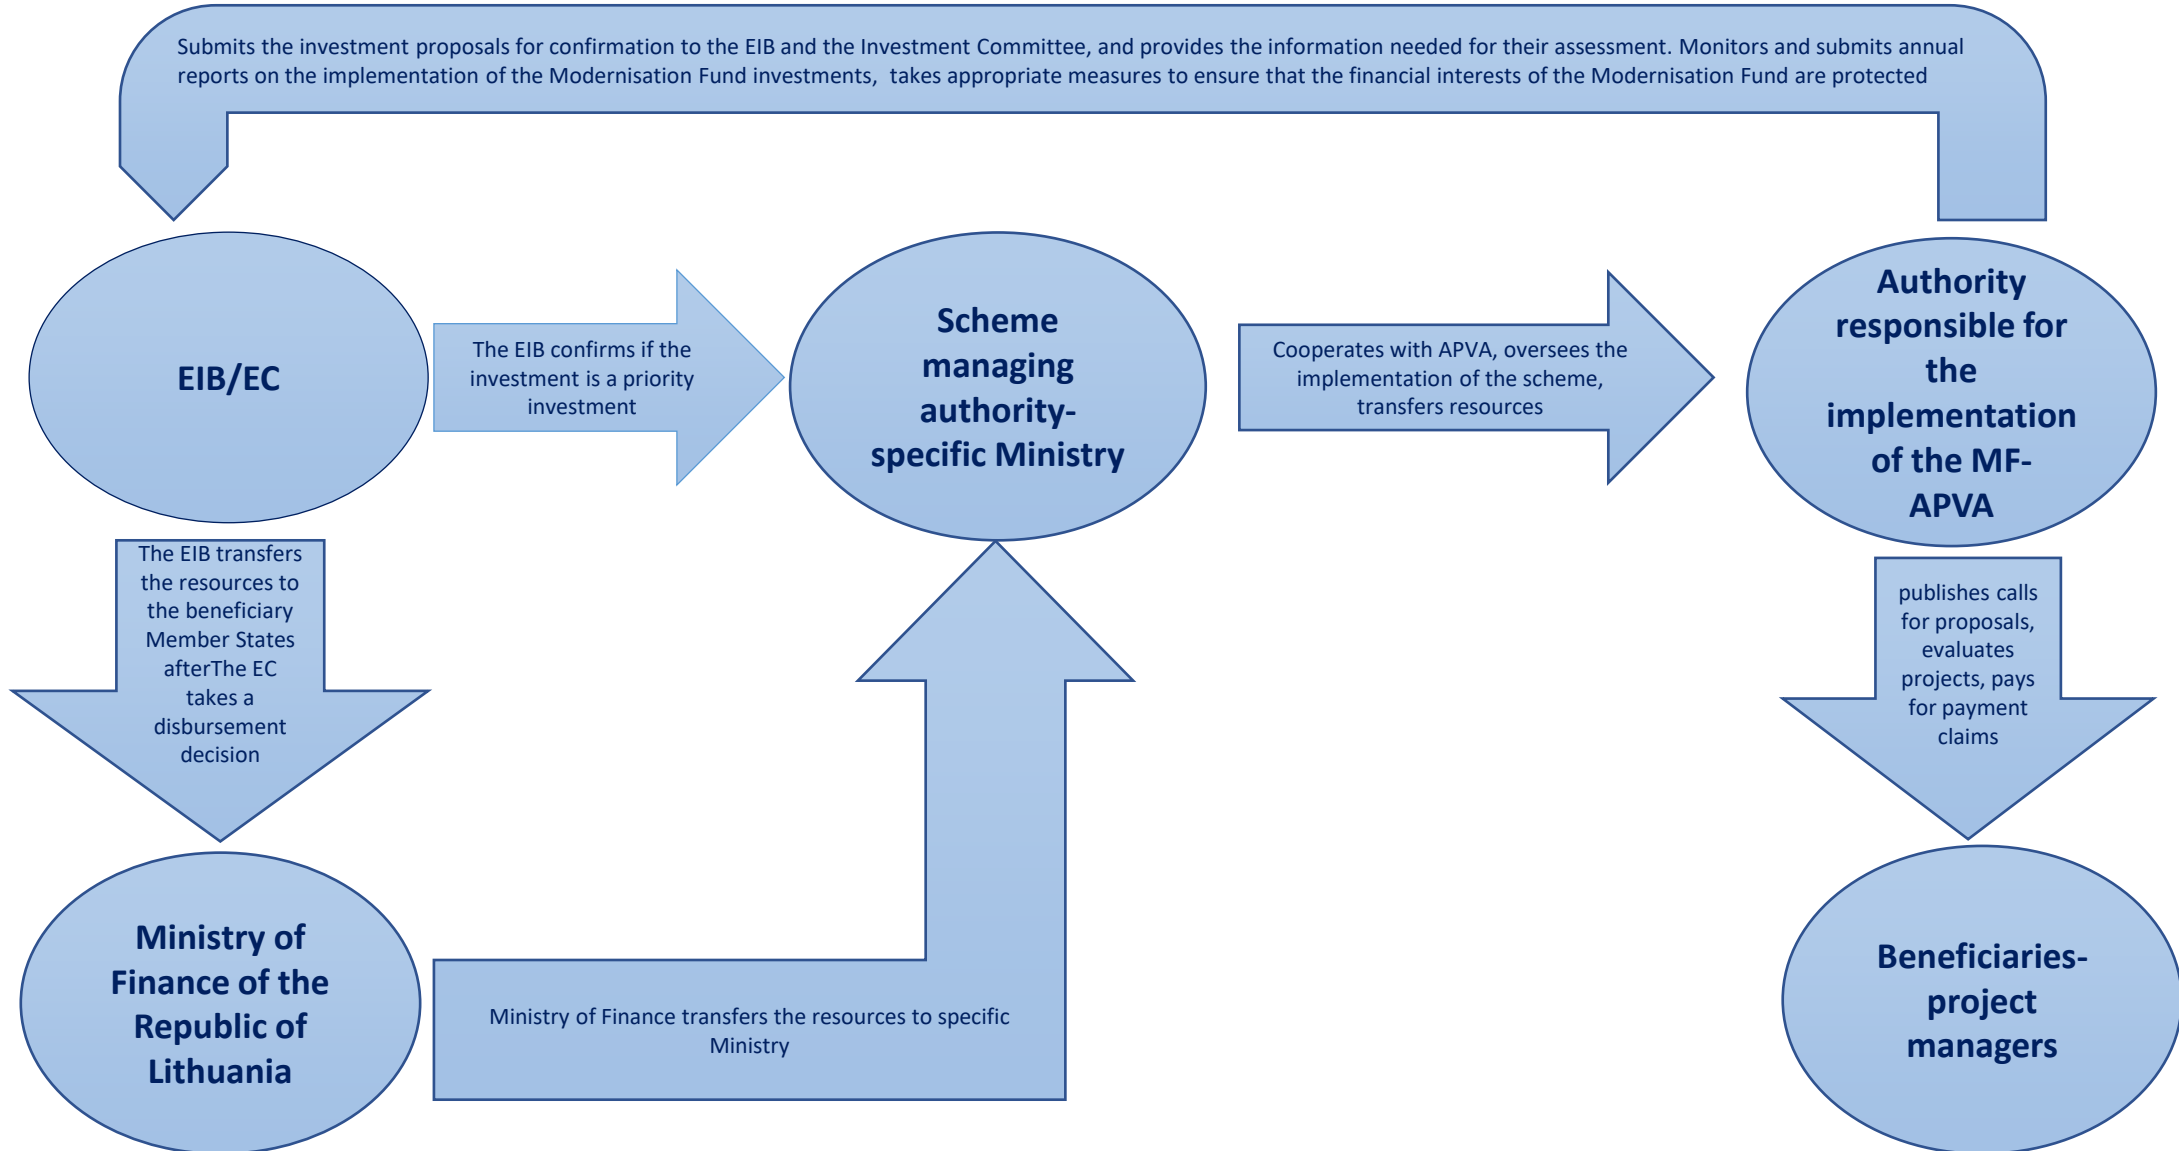 Submits the investment proposals for confirmation to the EIB and the Investment Committee, and provides the information needed for their assessment. Monitors and submits annual
reports on the implementation of the Modernisation Fund investments,  takes appropriate measures to ensure that the financial interests of the Modernisation Fund are protected
EIB/EC
The EIB confirms if the
investment is a priority
investment
Scheme
managing
authority-
specific Ministry
Cooperates with APVA, oversees the
implementation of the scheme,
transfers resources
Authority
responsible for
the
implementation
of the MF-
APVA
The EIB transfers
the resources to
the beneficiary
Member States
afterThe EC
takes a
disbursement
decision
publishes calls
for proposals,
evaluates
projects, pays
for payment
claims
Ministry of
Finance of the
Republic of
Lithuania
Ministry of Finance transfers the resources to specific
Ministry
Beneficiaries-
project
managers